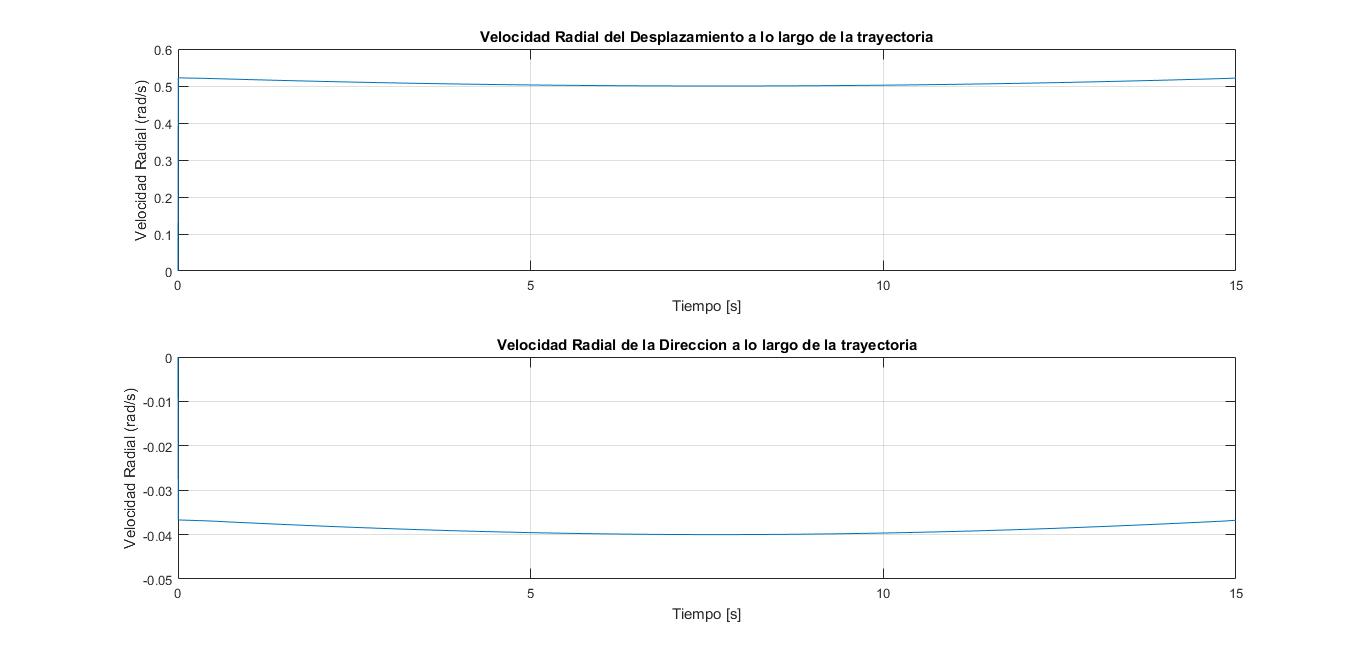 Velocidad Radial del Desplazamiento a lo largo de la trayectoria
Velocidad Radial (rad/s)
0.6
0.5
0.4
0.3
0.2
0.1
0
0 5 10 15
Tiempo [s]
Velocidad Radial de la Direccion a lo largo de la trayectoria
Velocidad Radial (rad/s)
0
-0.01
-0.02
-0.03
-0.04
-0.05
0 5 10 15
Tiempo [s]